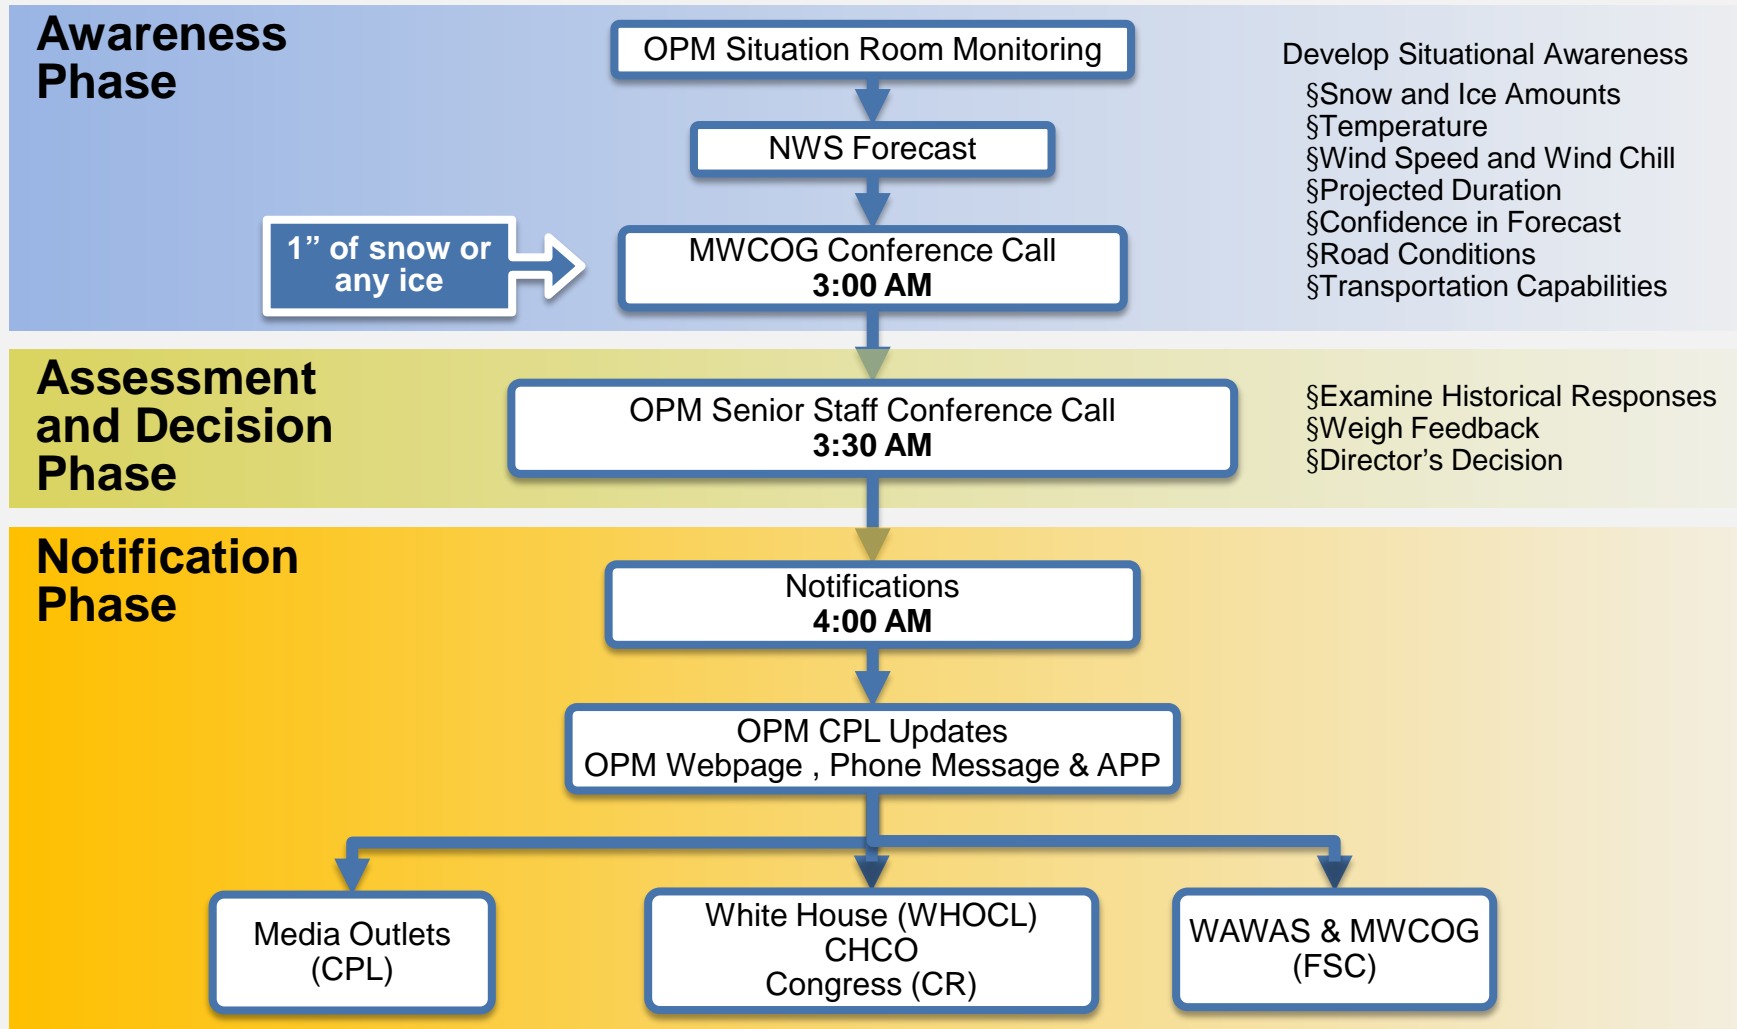 Awareness
Phase
OPM Situation Room Monitoring
NWS Forecast
1” of snow or
any ice
MWCOG Conference Call
3:00 AM
Develop Situational Awareness
§Snow and Ice Amounts
§Temperature
§Wind Speed and Wind Chill
§Projected Duration
§Confidence in Forecast
§Road Conditions
§Transportation Capabilities
Assessment
and Decision
Phase
OPM Senior Staff Conference Call
3:30 AM
§Examine Historical Responses
§Weigh Feedback
§Director’s Decision
Notification
Phase
Notifications
4:00 AM
OPM CPL Updates
OPM Webpage , Phone Message & APP
Media Outlets
(CPL)
White House (WHOCL)
CHCO
Congress (CR)
WAWAS & MWCOG
(FSC)